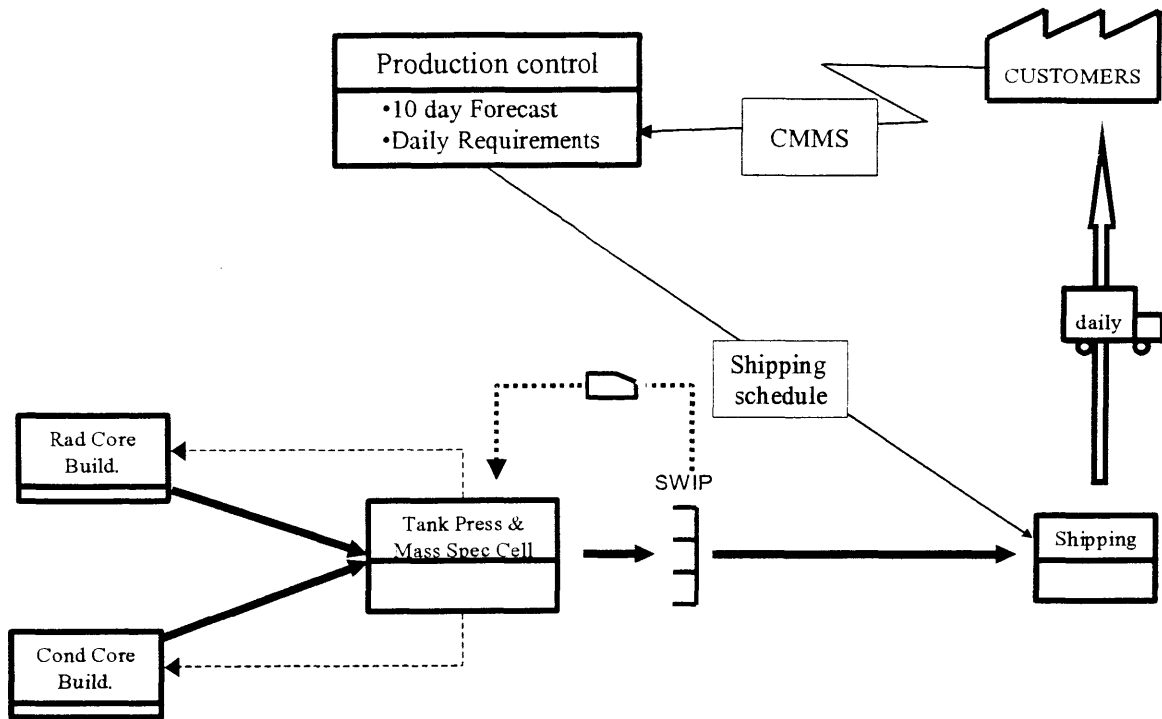 Production control
•10 day Forecast
•Daily Requirements
CUSTOMERS
CMMS
daily
Shipping
schedule
Rad Core
Build.
SWIP
Tank Press &
Mass Spec Cell
Shipping
Cond Core
Build.